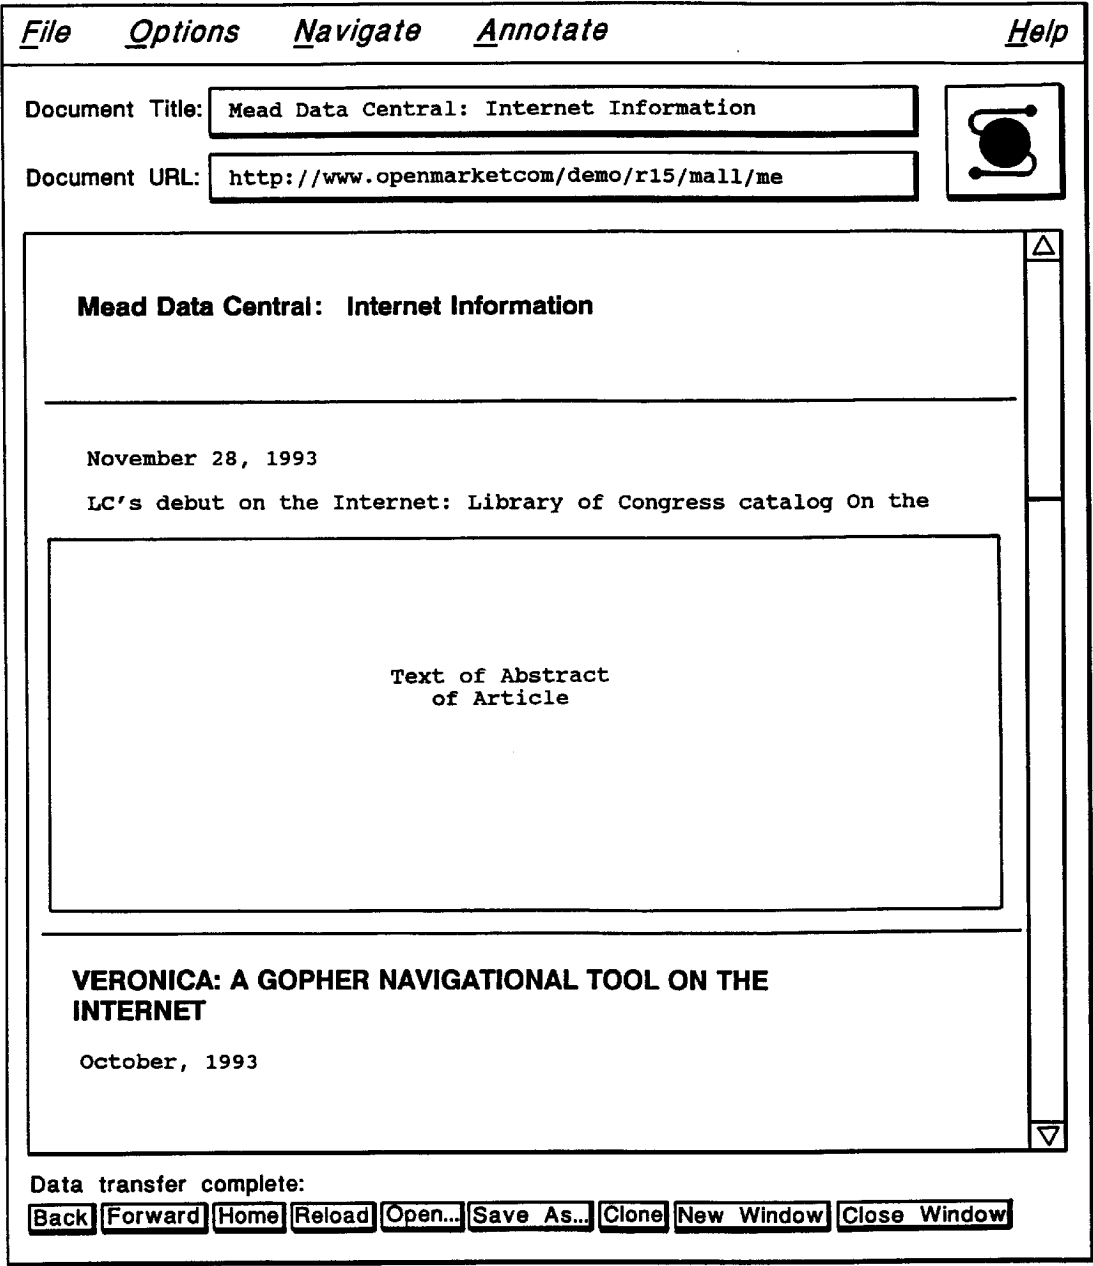 File Options Navigate Annotate Help
Document Title: Mead Data Central: Internet Information
Document URL: http://www.openmarketcom/demo/r15/mall/me
Mead Data Central: Internet Information
November 28, 1993
LC's debut on the Internet: Library of Congress catalog On the
Text of Abstract
of Article
VERONICA: A GOPHER NAVIGATIONAL TOOL ON THE
INTERNET
October, 1993
Data transfer complete:
Back Forward Home Reload Open... Save As... Clone New Window Close Window